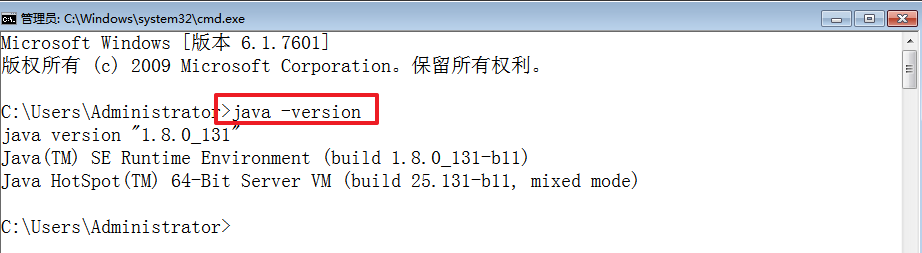 管理员: C:\Windows\system32\cmd.exe
Microsoft Windows [版本 6.1.7601]
版权所有 (c) 2009 Microsoft Corporation。保留所有权利。
C:\Users\Administrator>java -version
java version "1.8.0_131"
Java(TM) SE Runtime Environment (build 1.8.0_131-b11)
Java HotSpot(TM) 64-Bit Server VM (build 25.131-b11, mixed mode)
C:\Users\Administrator>